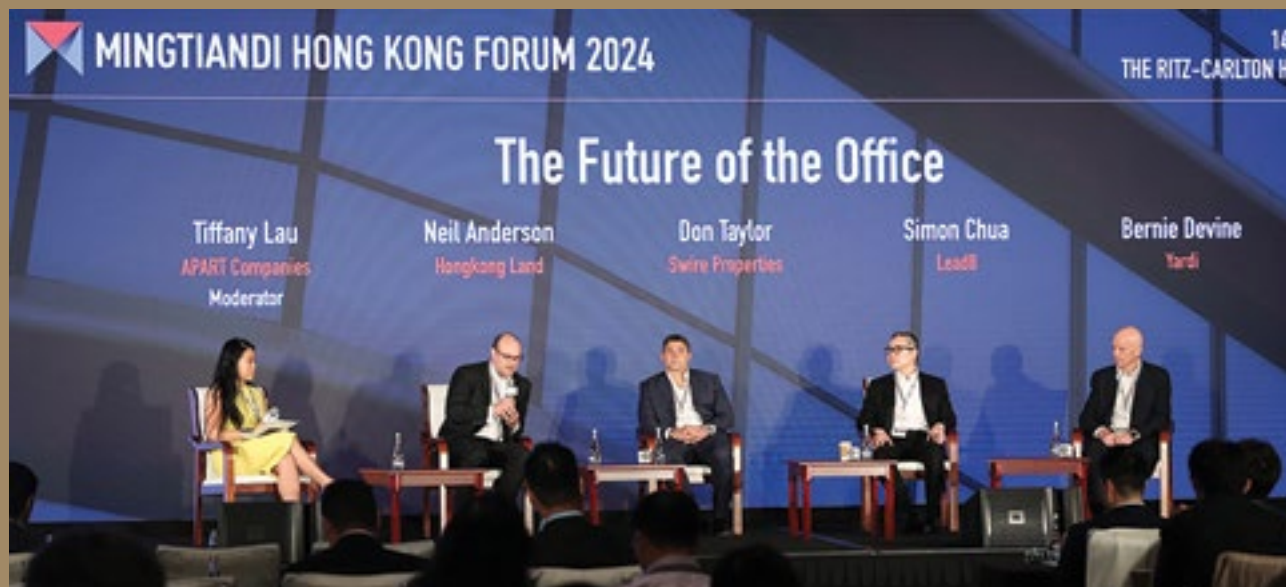 MINGTIANDI HONG KONG FORUM 2024
14
THE RITZ-CARLTON H
The Future of the Office
Tiffany Lau
APART Companies
Moderator
Neil Anderson
Hongkong Land
Don Taylor
Swire Properties
Simon Chua
Lead8
Bernie Devine
Yardi